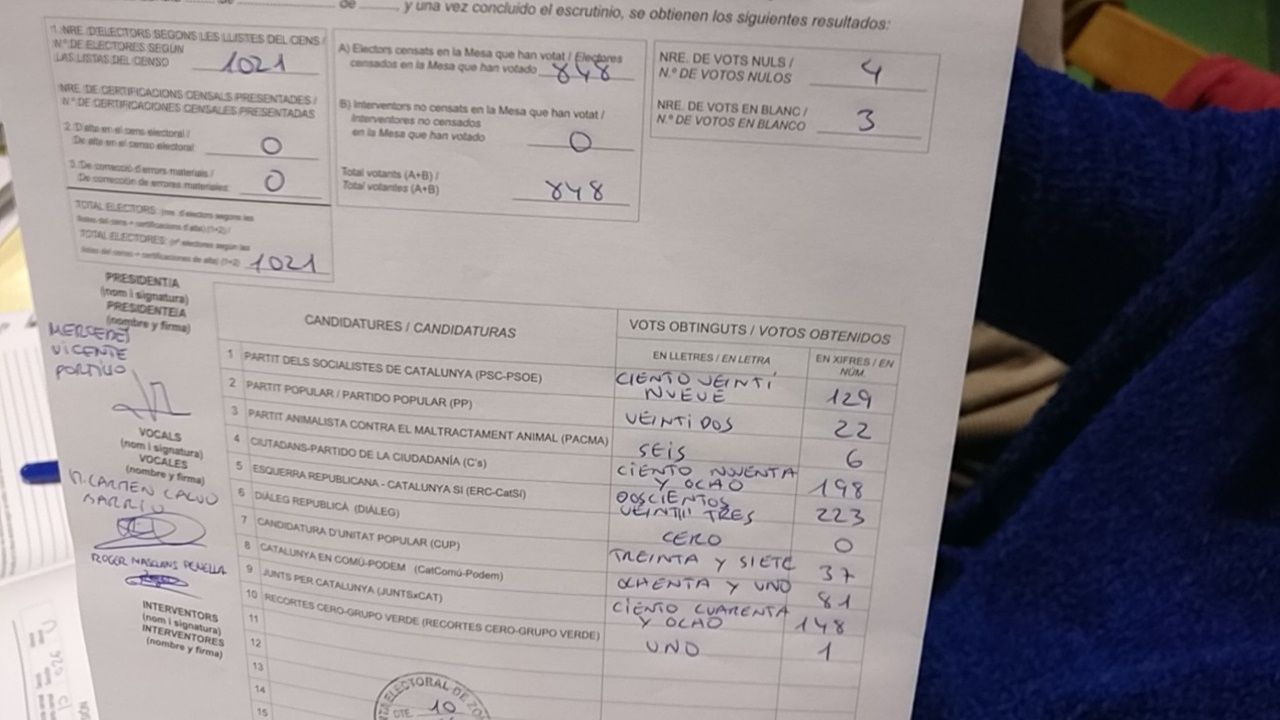 de de , y una vez concluido el escrutinio, se obtienen los siguientes resultados:
1. NRE. D'ELECTORS SEGONS LES LLISTES DEL CENS /
N.º DE ELECTORES SEGÚN
LAS LISTAS DEL CENSO 1021
NRE. DE CERTIFICACIONS CENSALS PRESENTADES /
N.º DE CERTIFICACIONES CENSALES PRESENTADAS
2. D'alta en el cens electoral /
De alta en el censo electoral: 0
3. De correcció d'errors materials /
De corrección de errores materiales: 0
TOTAL ELECTORS: (nre. d'electors segons les
llistes del cens + certificacions d'alta) (1+2) /
TOTAL ELECTORES: (nº electores según las
listas del censo + certificaciones de alta) (1+2) 1021
A) Electors censats en la Mesa que han votat / Electores
censados en la Mesa que han votado 848
B) Interventors no censats en la Mesa que han votat /
Interventores no censados
en la Mesa que han votado 0
Total votants (A+B) /
Total votantes (A+B) 848
NRE. DE VOTS NULS /
N.º DE VOTOS NULOS 4
NRE. DE VOTS EN BLANC /
N.º DE VOTOS EN BLANCO 3
PRESIDENT/A
(nom i signatura)
PRESIDENTE/A
(nombre y firma)
MERCEDES
VICENTE
PORTILLO
VOCALS
(nom i signatura)
VOCALES
(nombre y firma)
M. CARMEN CALVO
BARRIO
ROGER
INTERVENTORS
(nom i signatura)
INTERVENTORES
(nombre y firma)
CANDIDATURES / CANDIDATURAS
VOTS OBTINGUTS / VOTOS OBTENIDOS
EN LLETRES / EN LETRA
EN XIFRES / EN
NÚM.
1 PARTIT DELS SOCIALISTES DE CATALUNYA (PSC-PSOE) CIENTO VEINTI NUEVE 129
2 PARTIT POPULAR / PARTIDO POPULAR (PP) VEINTIDOS 22
3 PARTIT ANIMALISTA CONTRA EL MALTRACTAMENT ANIMAL (PACMA) SEIS 6
4 CIUTADANS-PARTIDO DE LA CIUDADANÍA (C's) CIENTO NOVENTA Y OCHO 198
5 ESQUERRA REPUBLICANA - CATALUNYA SÍ (ERC-CatSí) DOSCIENTOS VEINTI TRES 223
6 DIÀLEG REPUBLICÀ (DIÀLEG) CERO 0
7 CANDIDATURA D'UNITAT POPULAR (CUP) TREINTA Y SIETE 37
8 CATALUNYA EN COMÚ-PODEM (CatComú-Podem) OCHENTA Y UNO 81
9 JUNTS PER CATALUNYA (JUNTSxCAT) CIENTO CUARENTA Y OCHO 148
10 RECORTES CERO-GRUPO VERDE (RECORTES CERO-GRUPO VERDE) UNO 1
11
12
13
14
15
ELECTORAL DE
10